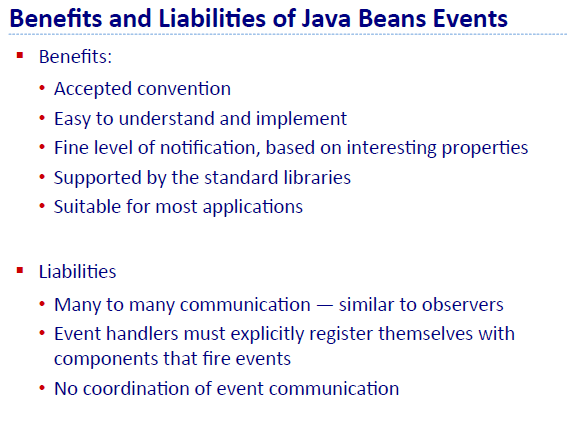 Benefits and Liabilities of Java Beans Events
▪ Benefits:
• Accepted convention
• Easy to understand and implement
• Fine level of notification, based on interesting properties
• Supported by the standard libraries
• Suitable for most applications
▪ Liabilities
• Many to many communication — similar to observers
• Event handlers must explicitly register themselves with
components that fire events
• No coordination of event communication